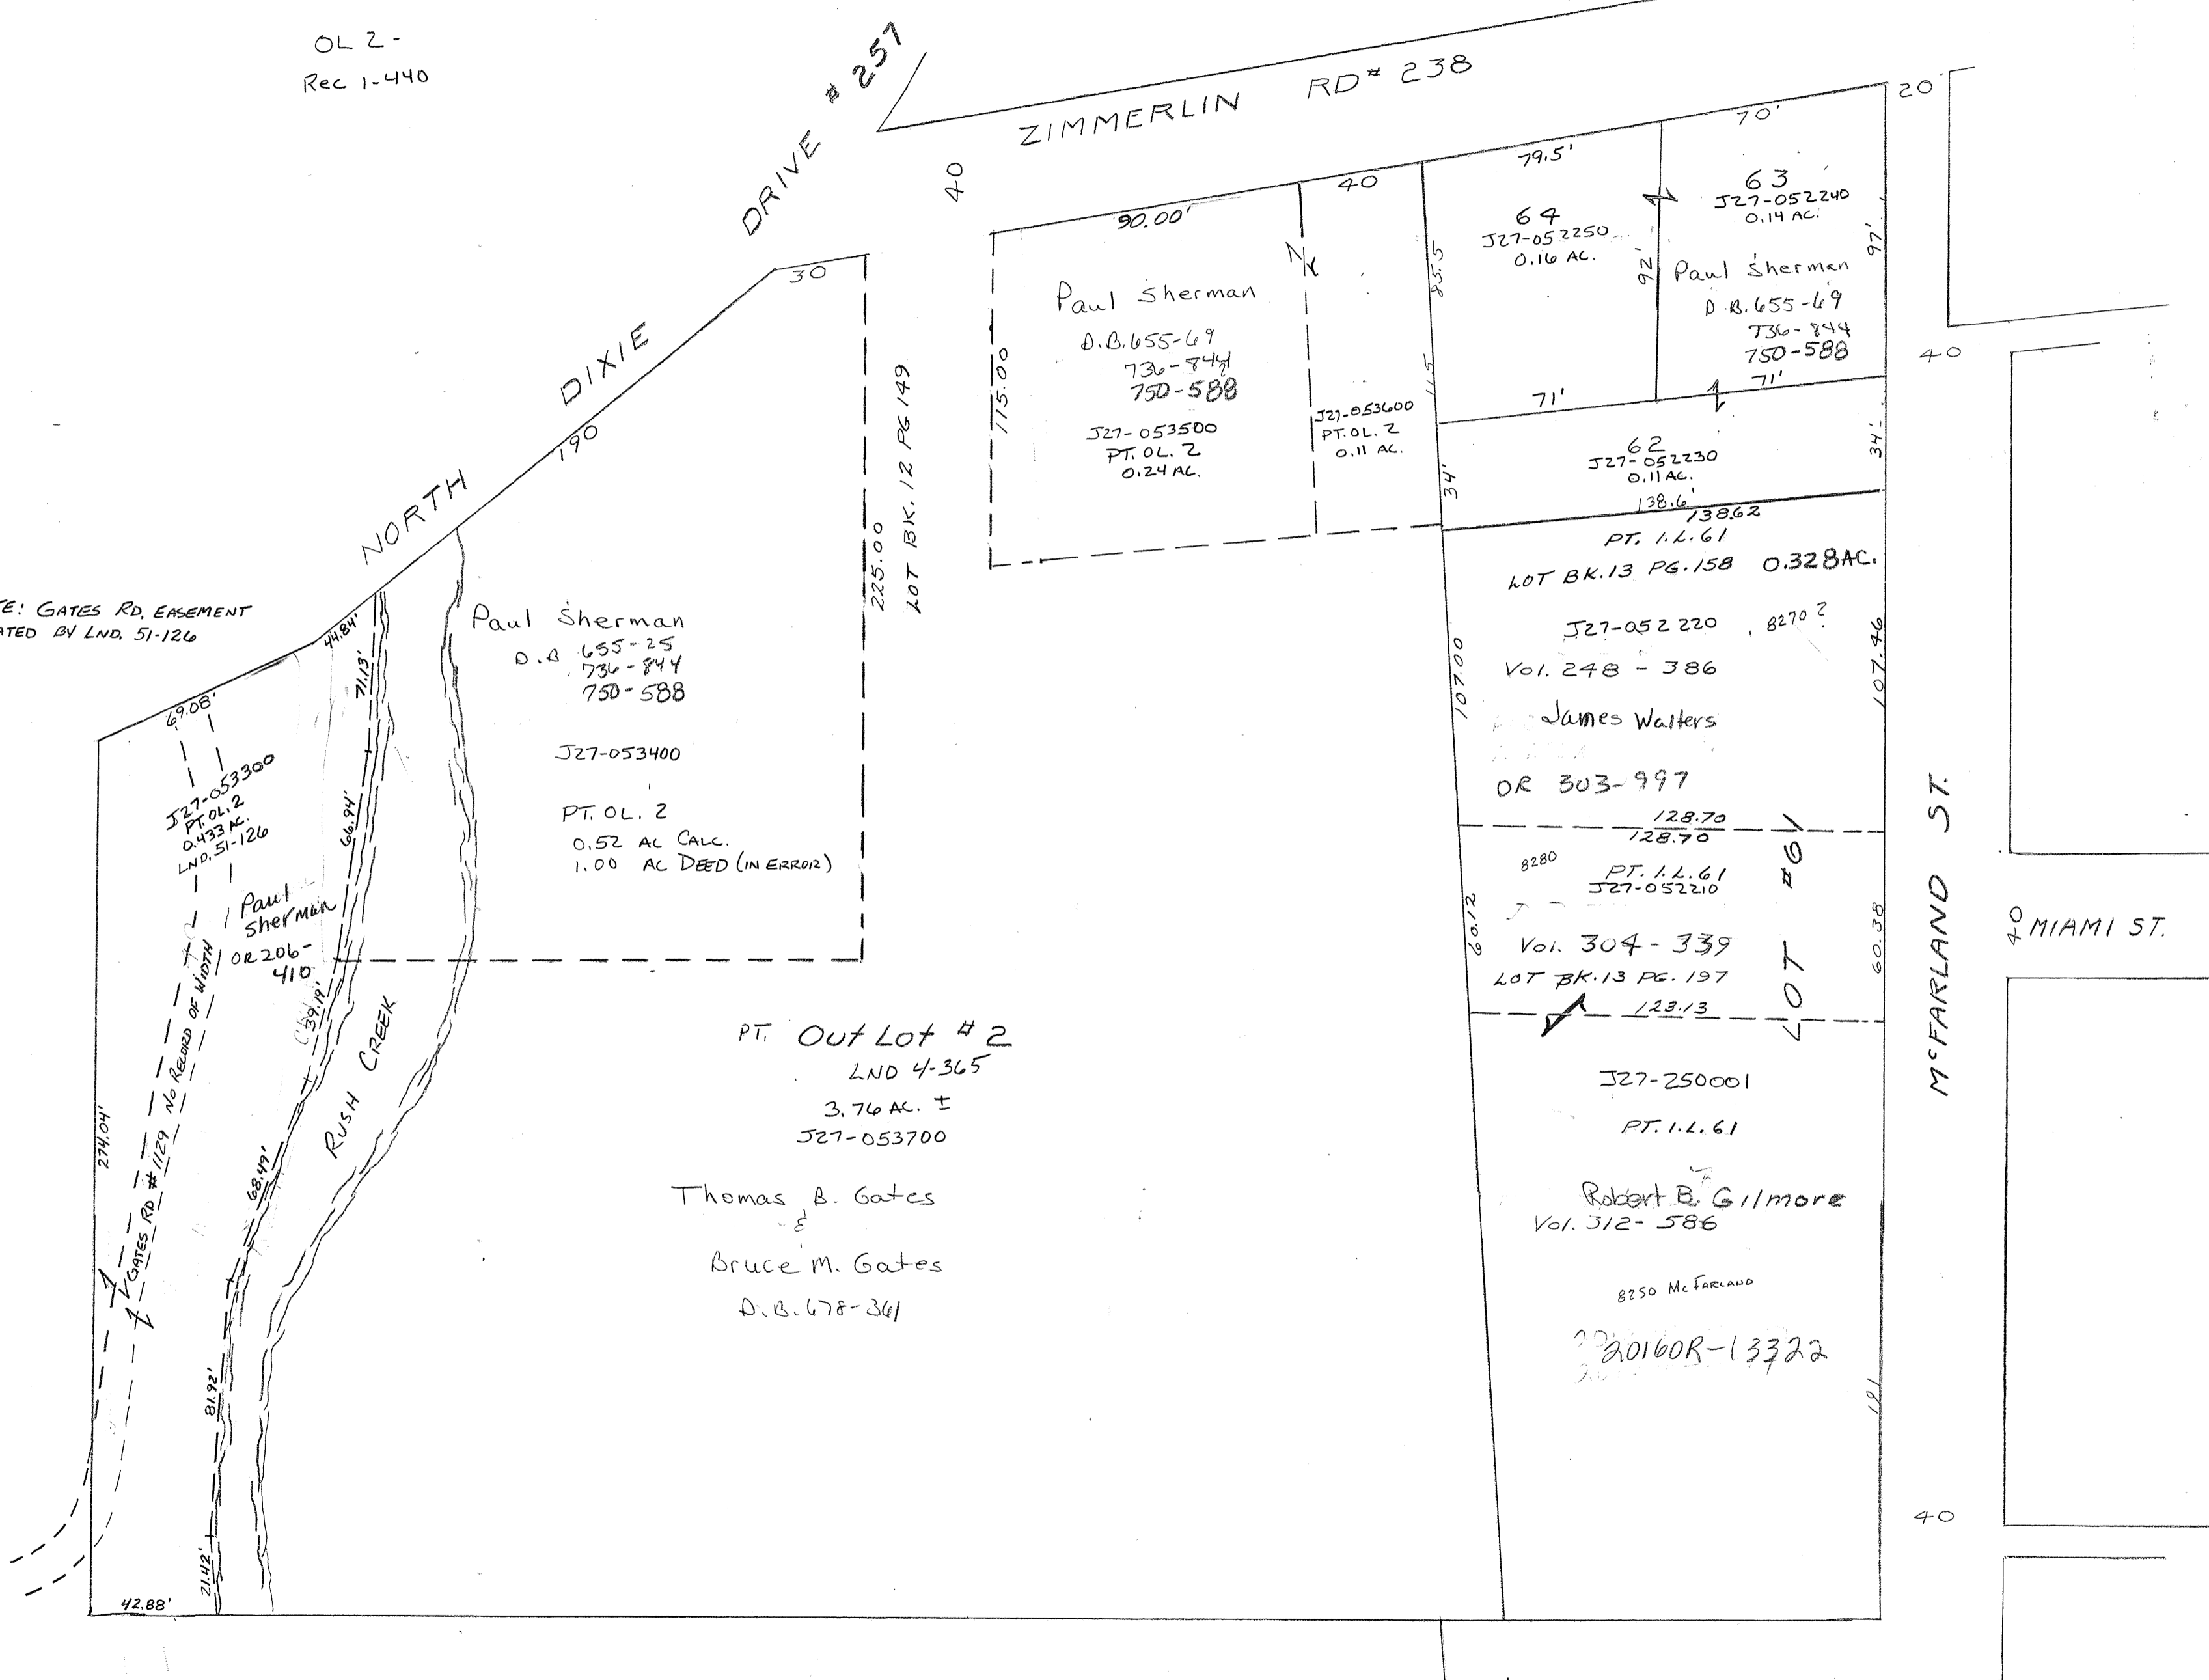 OL 2-
Rec 1-440
NORTH DIXIE DRIVE # 257
ZIMMERLIN RD # 238
20'
40
30
190
44.84'
69.08'
E: GATES RD. EASEMENT
ATED BY LND. 51-126
J27-053300
PT. OL. 2
0.433 AC.
LND. 51-126
Paul
Sherman
OR 206-
410
GATES RD #1129 NO RECORD OF WIDTH
274.04'
42.88'
71.13'
66.94'
39.19'
68.49'
81.92'
21.42'
RUSH CREEK
Paul Sherman
D.B 655-25
736-844
750-588
J27-053400
PT. OL. 2
0.52 AC CALC.
1.00 AC DEED (IN ERROR)
225.00
LOT BK. 12 PG 149
90.00'
115.00
Paul Sherman
D.B. 655-69
736-844
750-588
J27-053500
PT. OL. 2
0.24 AC.
40
J27-053600
PT. OL. 2
0.11 AC.
85.5
115
34'
79.5'
64
J27-052250
0.16 AC.
92'
71'
70'
63
J27-052240
0.14 AC.
Paul Sherman
D.B. 655-69
736-844
750-588
71'
97'
40
62
J27-052230
0.11 AC.
138.6'
34'
138.62
PT. I.L. 61
LOT BK. 13 PG. 158 0.328 AC.
J27-052220 8270 ?
Vol. 248 - 386
James Walters
OR 303-997
107.00
107.46
128.70
128.70
8280
PT. I.L. 61
J27-052210
Vol. 304-339
LOT BK. 13 PG. 197
60.12
60.38
123.13
LOT #61
J27-250001
PT. I.L. 61
Robert B. Gilmore
Vol. 312-586
8250 McFARLAND
20160R-13322
191
PT. Out Lot # 2
LND 4-365
3.76 AC. ±
J27-053700
Thomas B. Gates
&
Bruce M. Gates
D.B. 678-361
McFARLAND ST.
40 MIAMI ST.
40